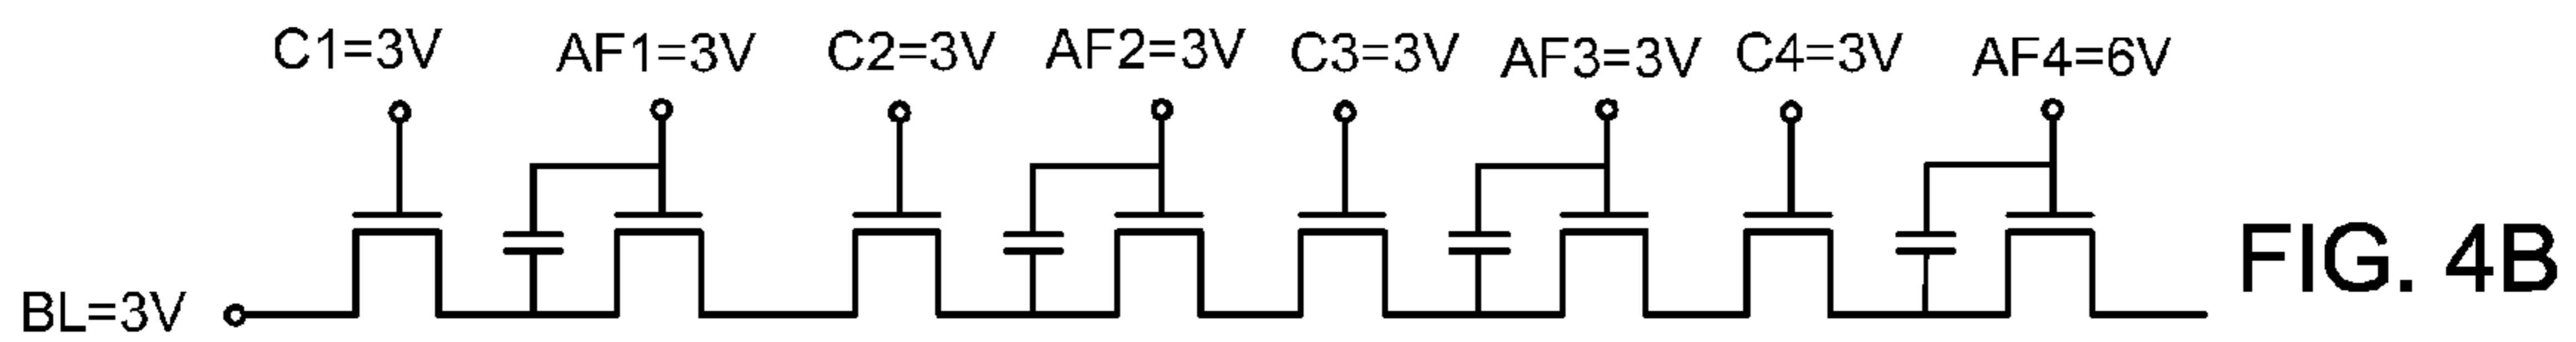 C1=3V AF1=3V C2=3V AF2=3V C3=3V AF3=3V C4=3V AF4=6V
BL=3V
FIG. 4B